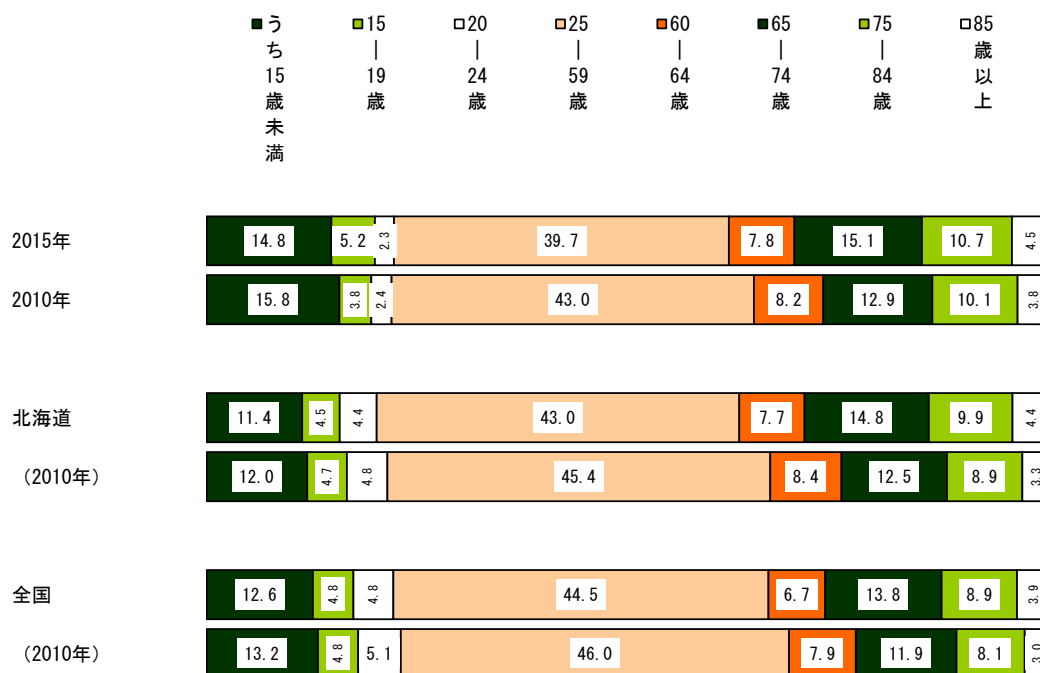 ■うち15歳未満
■15|19歳
□20|24歳
□25|59歳
■60|64歳
■65|74歳
■75|84歳
□85歳以上
2015年 14.8 5.2 2.3 39.7 7.8 15.1 10.7 4.5
2010年 15.8 3.8 2.4 43.0 8.2 12.9 10.1 3.8
北海道 11.4 4.5 4.4 43.0 7.7 14.8 9.9 4.4
（2010年） 12.0 4.7 4.8 45.4 8.4 12.5 8.9 3.3
全国 12.6 4.8 4.8 44.5 6.7 13.8 8.9 3.9
（2010年） 13.2 4.8 5.1 46.0 7.9 11.9 8.1 3.0